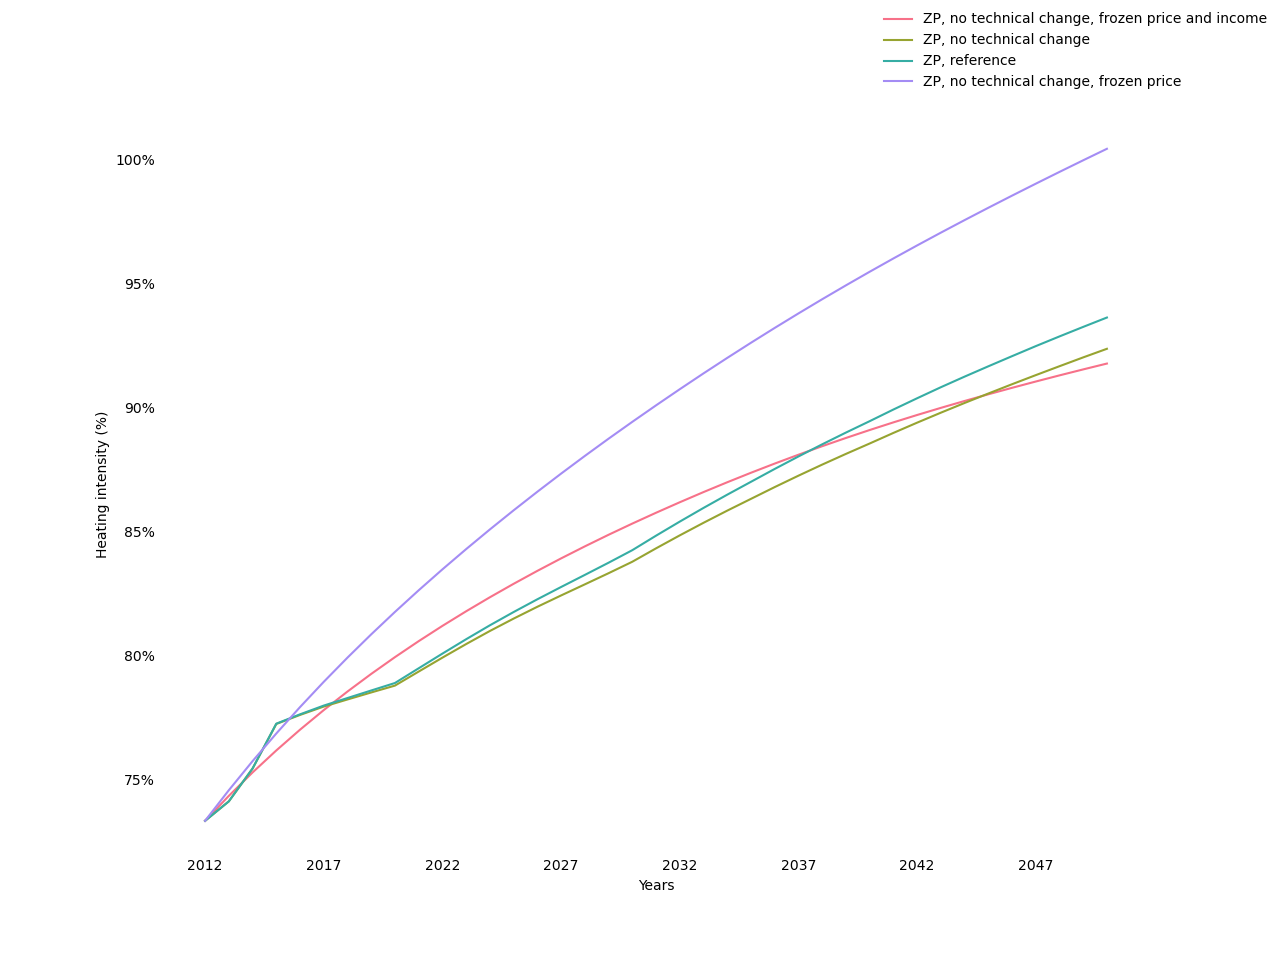 ZP, no technical change, frozen price and income
ZP, no technical change
ZP, reference
ZP, no technical change, frozen price
100%
95%
90%
85%
80%
75%
Heating intensity (%)
2012 2017 2022 2027 2032 2037 2042 2047
Years